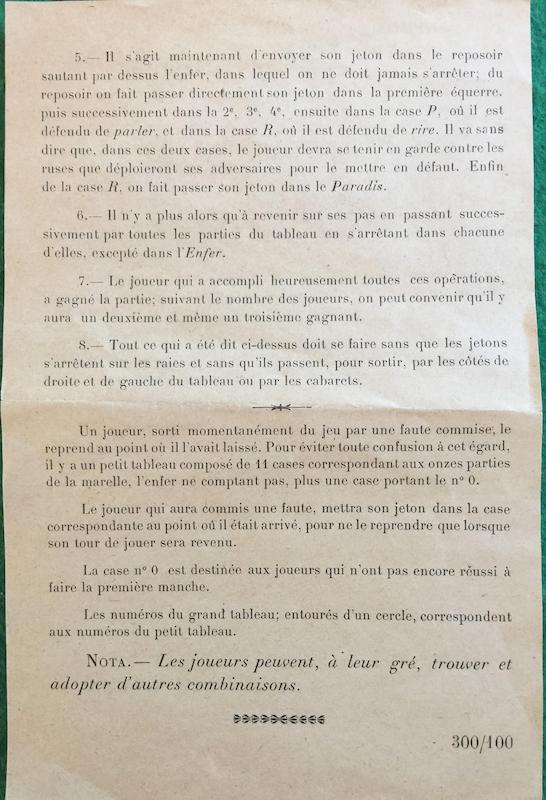 5.— Il s'agit maintenant d'envoyer son jeton dans le reposoir
sautant par dessus l'enfer, dans lequel on ne doit jamais s'arrêter; du
reposoir on fait passer directement son jeton dans la première équerre,
puis successivement dans la 2e, 3e, 4e, ensuite dans la case P, où il est
défendu de parler, et dans la case R, où il est défendu de rire. Il va sans
dire que, dans ces deux cases, le joueur devra se tenir en garde contre les
ruses que déploieront ses adversaires pour le mettre en défaut. Enfin
de la case R, on fait passer son jeton dans le Paradis.
6.— Il n'y a plus alors qu'à revenir sur ses pas en passant succes-
sivement par toutes les parties du tableau en s'arrêtant dans chacune
d'elles, excepté dans l'Enfer.
7.— Le joueur qui a accompli heureusement toutes ces opérations,
a gagné la partie; suivant le nombre des joueurs, on peut convenir qu'il y
aura un deuxième et même un troisième gagnant.
8.— Tout ce qui a été dit ci-dessus doit se faire sans que les jetons
s'arrêtent sur les raies et sans qu'ils passent, pour sortir, par les côtés de
droite et de gauche du tableau ou par les cabarets.
Un joueur, sorti momentanément du jeu par une faute commise, le
reprend au point où il l'avait laissé. Pour éviter toute confusion à cet égard,
il y a un petit tableau composé de 11 cases correspondant aux onzes parties
de la marelle, l'enfer ne comptant pas, plus une case portant le n° 0.
Le joueur qui aura commis une faute, mettra son jeton dans la case
correspondante au point où il était arrivé, pour ne le reprendre que lorsque
son tour de jouer sera revenu.
La case n° 0 est destinée aux joueurs qui n'ont pas encore réussi à
faire la première manche.
Les numéros du grand tableau; entourés d'un cercle, correspondent
aux numéros du petit tableau.
NOTA.— Les joueurs peuvent, à leur gré, trouver et
adopter d'autres combinaisons.
300/100